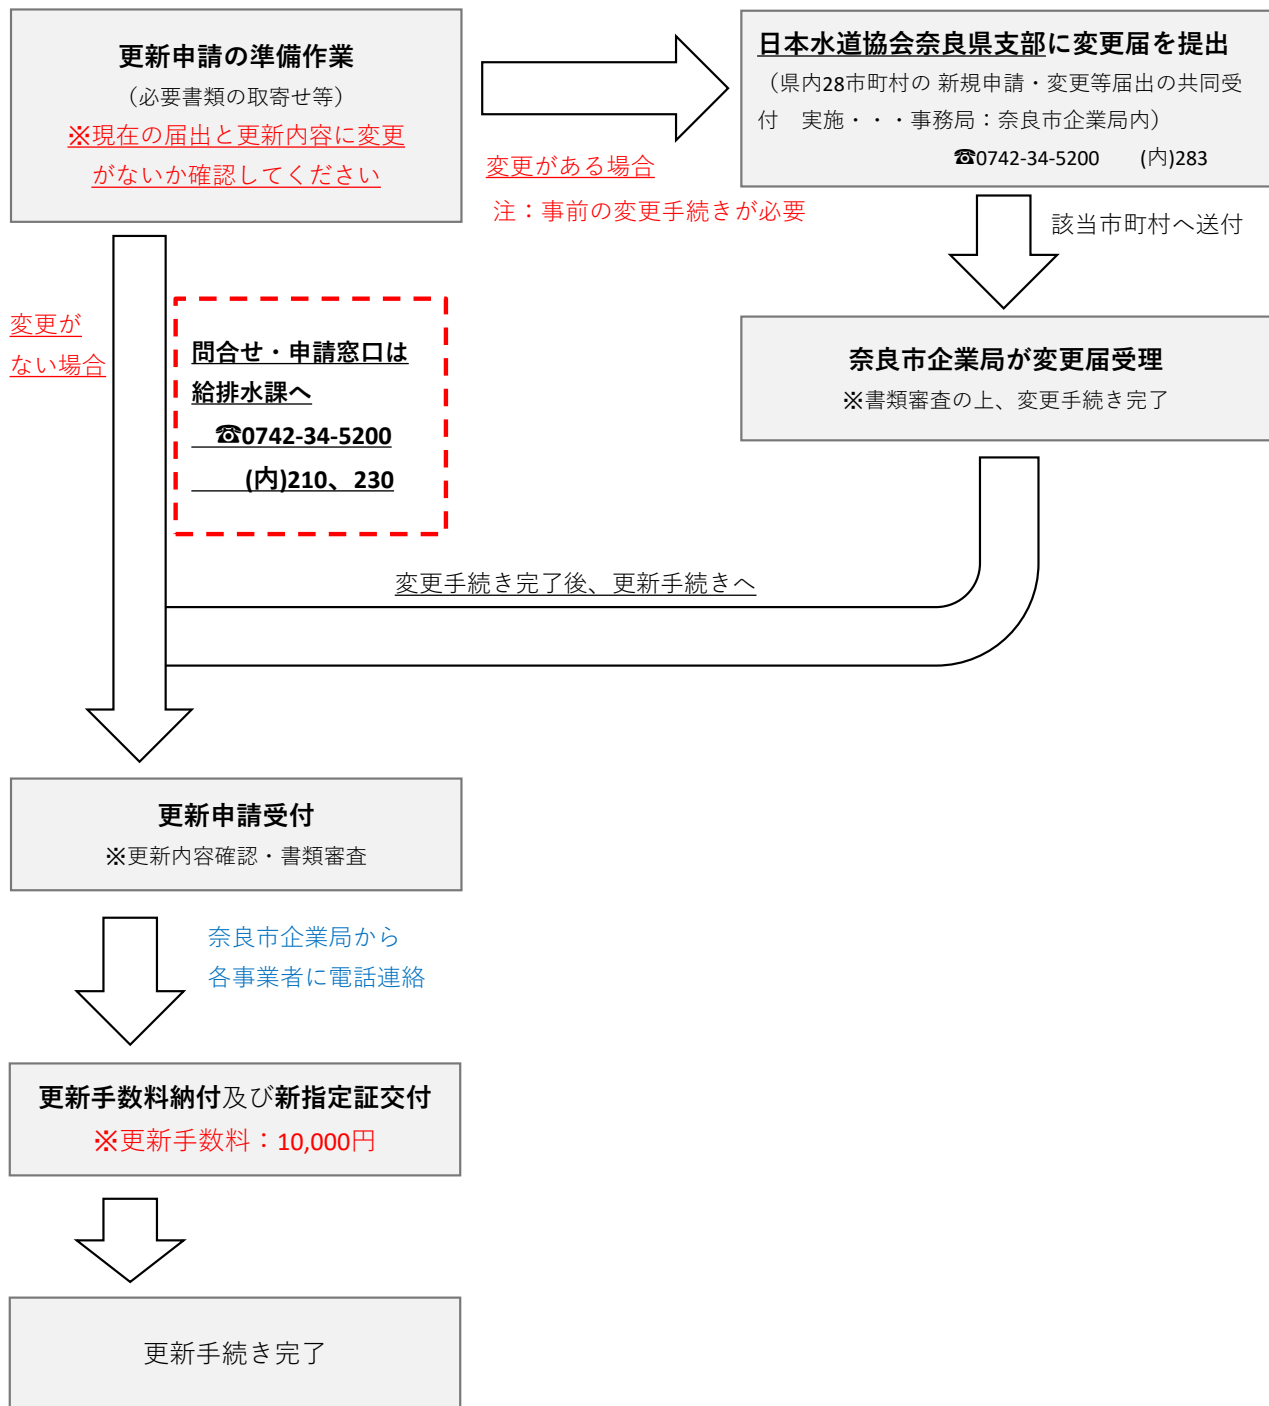 更新申請の準備作業
（必要書類の取寄せ等）
※現在の届出と更新内容に変更
がないか確認してください
変更がある場合
注：事前の変更手続きが必要
日本水道協会奈良県支部に変更届を提出
（県内28市町村の 新規申請・変更等届出の共同受
付　実施・・・事務局：奈良市企業局内）
☎0742-34-5200　(内)283
該当市町村へ送付
奈良市企業局が変更届受理
※書類審査の上、変更手続き完了
変更が
ない場合
問合せ・申請窓口は
給排水課へ
☎0742-34-5200
(内)210、230
変更手続き完了後、更新手続きへ
更新申請受付
※更新内容確認・書類審査
奈良市企業局から
各事業者に電話連絡
更新手数料納付及び新指定証交付
※更新手数料：10,000円
更新手続き完了